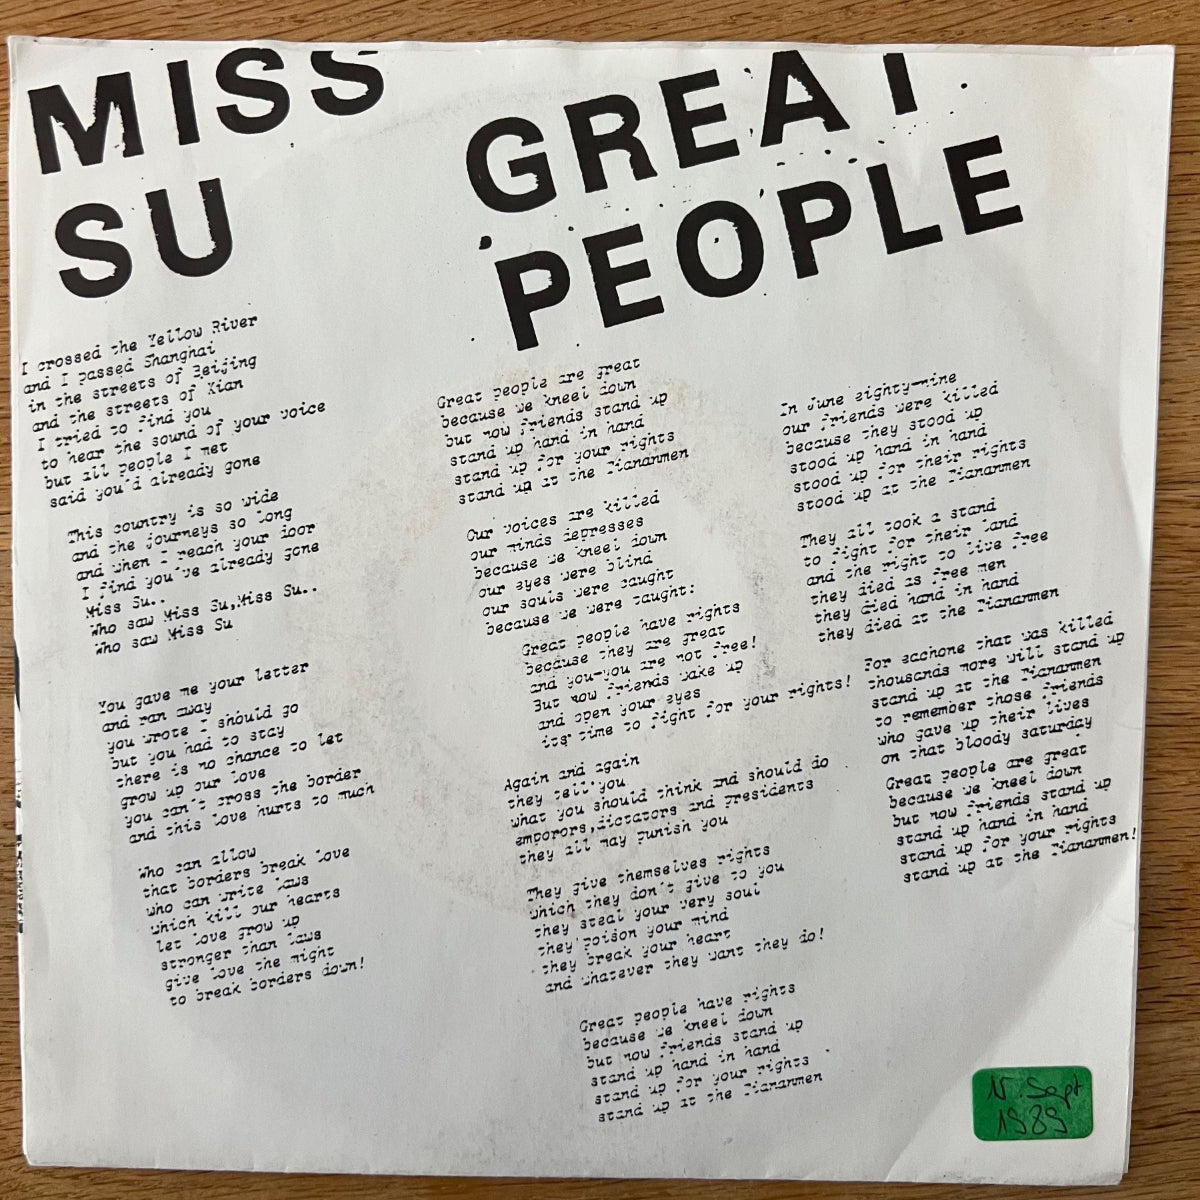 MISS
SU
I crossed the Yellow River
and I passed Shanghai
in the streets of Beijing
and the streets of Xian
I tried to find you
to hear the sound of your voice
but all people I met
said you'd already gone
This country is so wide
and the journeys so long
and when I reach your door
I find you've already gone
Miss Su..
Who saw Miss Su,Miss Su..
Who saw Miss Su
You gave me your letter
and ran away
you wrote I should go
but you had to stay
there is no chance to let
grow up our love
you can't cross the border
and this love hurts to much
Who can allow
that borders break love
who can write laws
which kill our hearts
let love grow up
stronger than laws
give love the might
to break borders down!
GREAT
PEOPLE
Great people are great
because we kneel down
but now friends stand up
stand up hand in hand
stand up for your rights
stand up at the Tiananmen
Our voices are killed
our minds depresses
because we kneel down
our eyes were blind
our souls were caught
because we were taught:
Great people have rights
because they are great
and you-you are not free!
But now friends wake up
and open your eyes
its time to fight for your rights!
Again and again
they tell you
what you should think and should do
emporors,dictators and presidents
they all may punish you
They give themselves rights
which they don't give to you
they steal your very soul
they poison your mind
they break your heart
and whatever they want they do!
Great people have rights
because we kneel down
but now friends stand up
stand up hand in hand
stand up for your rights
stand up at the Tiananmen
In June eighty-nine
our friends were killed
because they stood up
stood up hand in hand
stood up for their rights
stood up at the Tiananmen
They all took a stand
to fight for their land
and the right to live free
they died as free men
they died hand in hand
they died at the Tiananmen
For eachone that was killed
thousands more will stand up
stand up at the Tiananmen
to remember those friends
who gave up their lives
on that bloody saturday
Great people are great
because we kneel down
but now friends stand up
stand up hand in hand
stand up for your rights
stand up at the Tiananmen!
15. Sept
1989